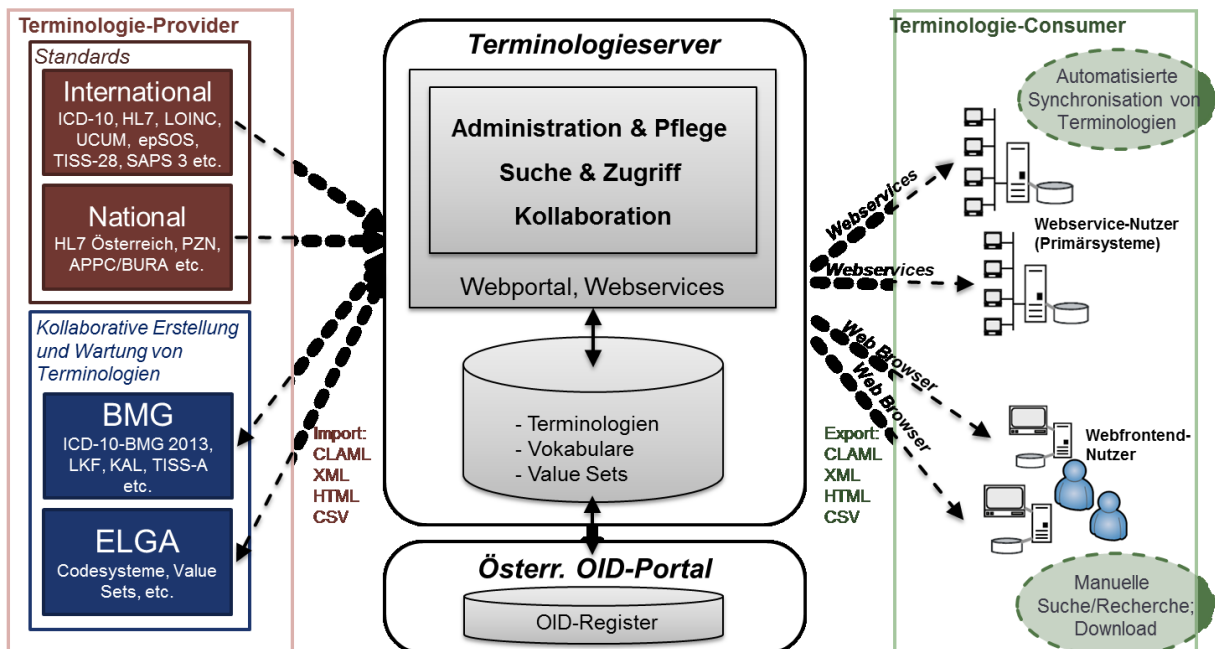 Terminologie-Provider
Standards
International
ICD-10, HL7, LOINC,
UCUM, epSOS,
TISS-28, SAPS 3 etc.
National
HL7 Österreich, PZN,
APPC/BURA etc.
Kollaborative Erstellung
und Wartung von
Terminologien
BMG
ICD-10-BMG 2013,
LKF, KAL, TISS-A
etc.
ELGA
Codesysteme, Value
Sets, etc.
Import:
CLAML
XML
HTML
CSV
Terminologieserver
Administration & Pflege
Suche & Zugriff
Kollaboration
Webportal, Webservices
- Terminologien
- Vokabulare
- Value Sets
Österr. OID-Portal
OID-Register
Export:
CLAML
XML
HTML
CSV
Webservices
Webservices
Web Browser
Web Browser
Terminologie-Consumer
Automatisierte
Synchronisation von
Terminologien
Webservice-Nutzer
(Primärsysteme)
Webfrontend-
Nutzer
Manuelle
Suche/Recherche;
Download